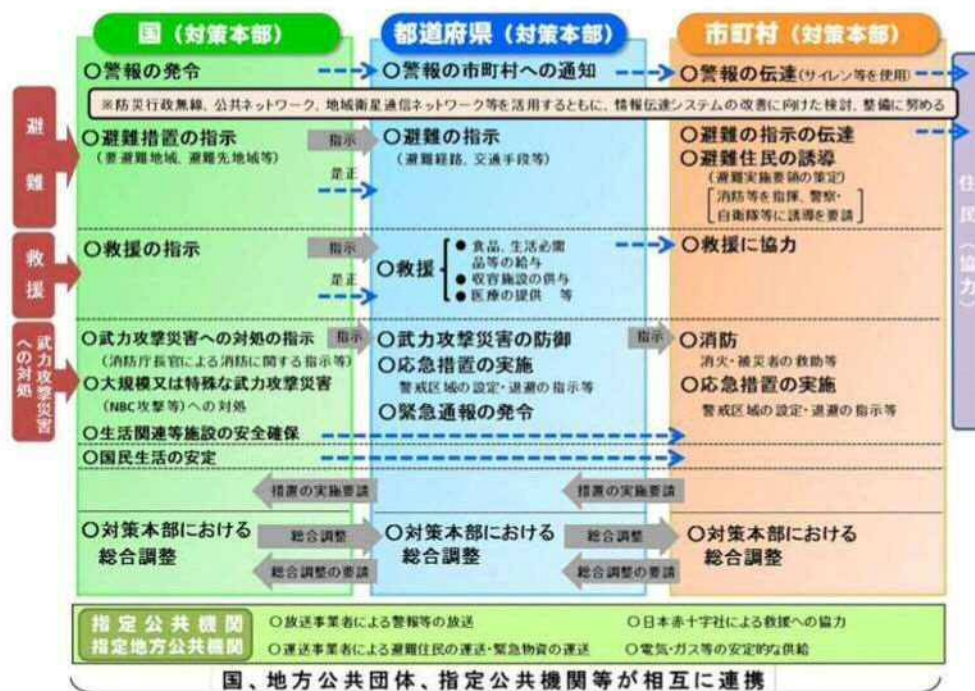 国（対策本部）
都道府県（対策本部）
市町村（対策本部）
○警報の発令
○警報の市町村への通知
○警報の伝達（サイレン等を使用）
※防災行政無線、公共ネットワーク、地域衛星通信ネットワーク等を活用するともに、情報伝達システムの改善に向けた検討、整備に努める
避難
○避難措置の指示
（要避難地域、避難先地域等）
指示
是正
○避難の指示
（避難経路、交通手段等）
○避難の指示の伝達
○避難住民の誘導
（避難実施要領の策定）
消防等を指揮、警察・
自衛隊等に誘導を要請
住民（協力）
救援
○救援の指示
指示
是正
○救援
● 食品、生活必需
品等の給与
● 収容施設の供与
● 医療の提供　等
○救援に協力
武力攻撃災害
への対処
○武力攻撃災害への対処の指示
（消防庁長官による消防に関する指示等）
○大規模又は特殊な武力攻撃災害
（NBC攻撃等）への対処
指示
○武力攻撃災害の防御
○応急措置の実施
警戒区域の設定・退避の指示等
○緊急通報の発令
指示
○消防
消火・被災者の救助等
○応急措置の実施
警戒区域の設定・退避の指示等
○生活関連等施設の安全確保
○国民生活の安定
措置の実施要請
措置の実施要請
○対策本部における
総合調整
総合調整
総合調整の要請
○対策本部における
総合調整
総合調整
総合調整の要請
○対策本部における
総合調整
指定公共機関
指定地方公共機関
○放送事業者による警報等の放送
○日本赤十字社による救援への協力
○運送事業者による避難住民の運送・緊急物資の運送
○電気・ガス等の安定的な供給
国、地方公共団体、指定公共機関等が相互に連携